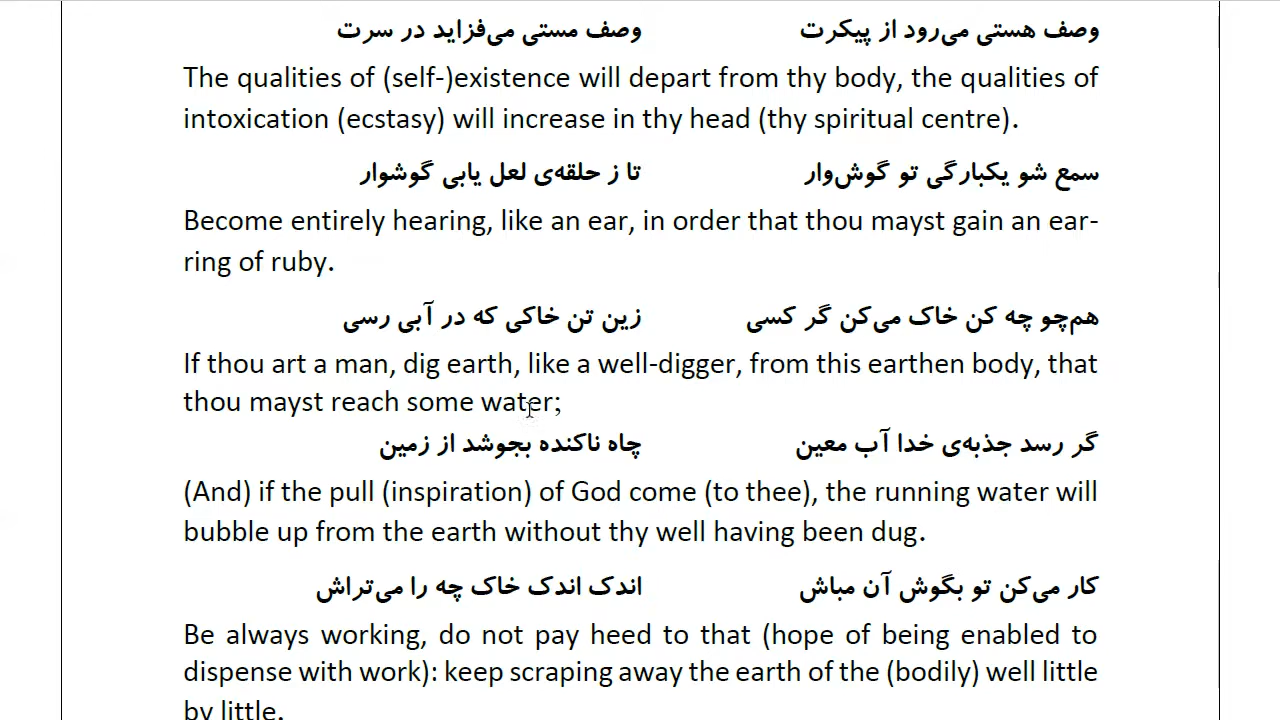 وصف هستی می‌رود از پیکرت وصف مستی می‌فزاید در سرت
The qualities of (self-)existence will depart from thy body, the qualities of
intoxication (ecstasy) will increase in thy head (thy spiritual centre).
سمع شو یکبارگی تو گوش‌وار تا ز حلقه‌ی لعل یابی گوشوار
Become entirely hearing, like an ear, in order that thou mayst gain an ear-
ring of ruby.
هم‌چو چه کن خاک می‌کن گر کسی زین تن خاکی که در آبی رسی
If thou art a man, dig earth, like a well-digger, from this earthen body, that
thou mayst reach some water;
گر رسد جذبه‌ی خدا آب معین چاه ناکنده بجوشد از زمین
(And) if the pull (inspiration) of God come (to thee), the running water will
bubble up from the earth without thy well having been dug.
کار می‌کن تو بگوش آن مباش اندک اندک خاک چه را می‌تراش
Be always working, do not pay heed to that (hope of being enabled to
dispense with work): keep scraping away the earth of the (bodily) well little
by little.